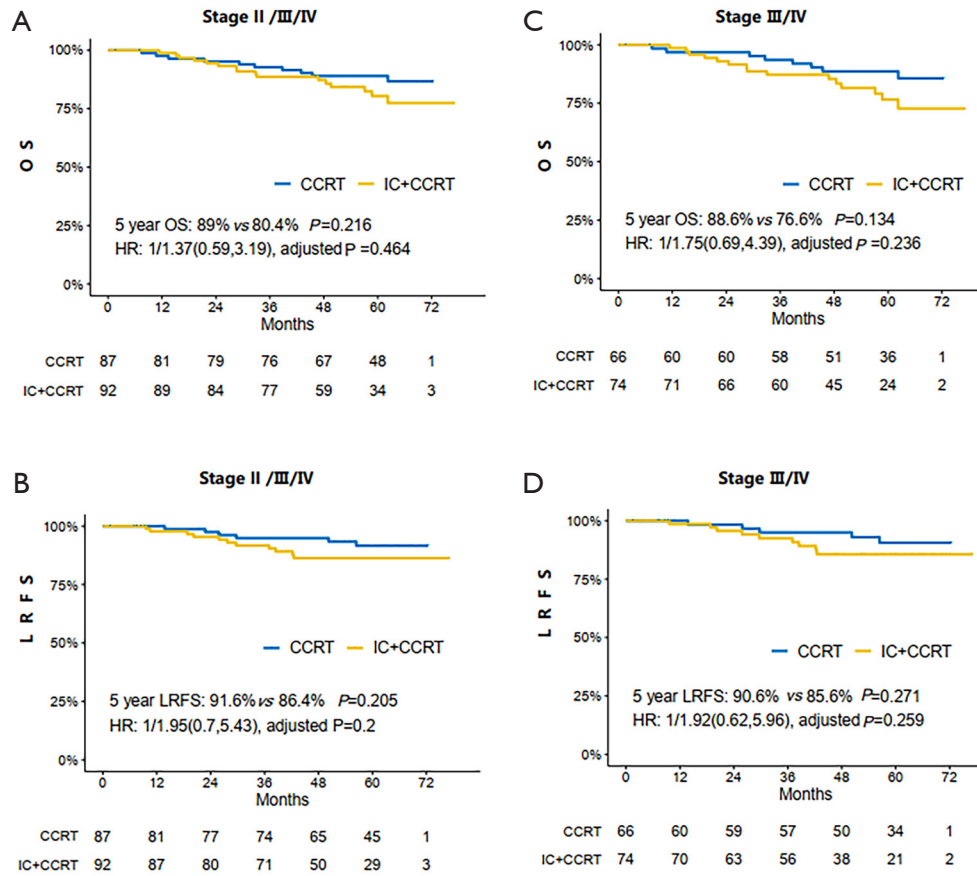 A
Stage II /III/IV
100%
75%
50%
25%
0%
OS
CCRT IC+CCRT
5 year OS: 89% vs 80.4% P=0.216
HR: 1/1.37(0.59,3.19), adjusted P =0.464
0 12 24 36 48 60 72
Months
CCRT 87 81 79 76 67 48 1
IC+CCRT 92 89 84 77 59 34 3
C
Stage III/IV
100%
75%
50%
25%
0%
OS
CCRT IC+CCRT
5 year OS: 88.6% vs 76.6% P=0.134
HR: 1/1.75(0.69,4.39), adjusted P =0.236
0 12 24 36 48 60 72
Months
CCRT 66 60 60 58 51 36 1
IC+CCRT 74 71 66 60 45 24 2
B
Stage II /III/IV
100%
75%
50%
25%
0%
LRFS
CCRT IC+CCRT
5 year LRFS: 91.6% vs 86.4% P=0.205
HR: 1/1.95(0.7,5.43), adjusted P=0.2
0 12 24 36 48 60 72
Months
CCRT 87 81 77 74 65 45 1
IC+CCRT 92 87 80 71 50 29 3
D
Stage III/IV
100%
75%
50%
25%
0%
LRFS
CCRT IC+CCRT
5 year LRFS: 90.6% vs 85.6% P=0.271
HR: 1/1.92(0.62,5.96), adjusted P=0.259
0 12 24 36 48 60 72
Months
CCRT 66 60 59 57 50 34 1
IC+CCRT 74 70 63 56 38 21 2